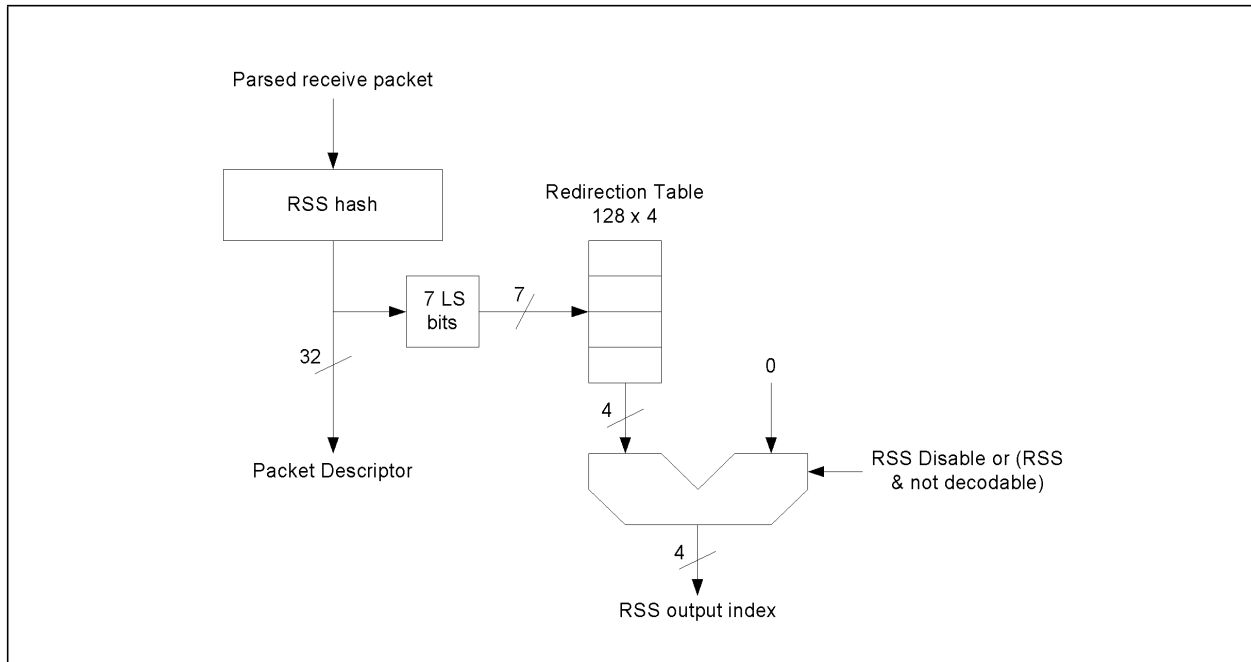 Parsed receive packet
RSS hash
Redirection Table
128 x 4
7 LS
bits
7
32
0
4
Packet Descriptor
RSS Disable or (RSS
& not decodable)
4
RSS output index